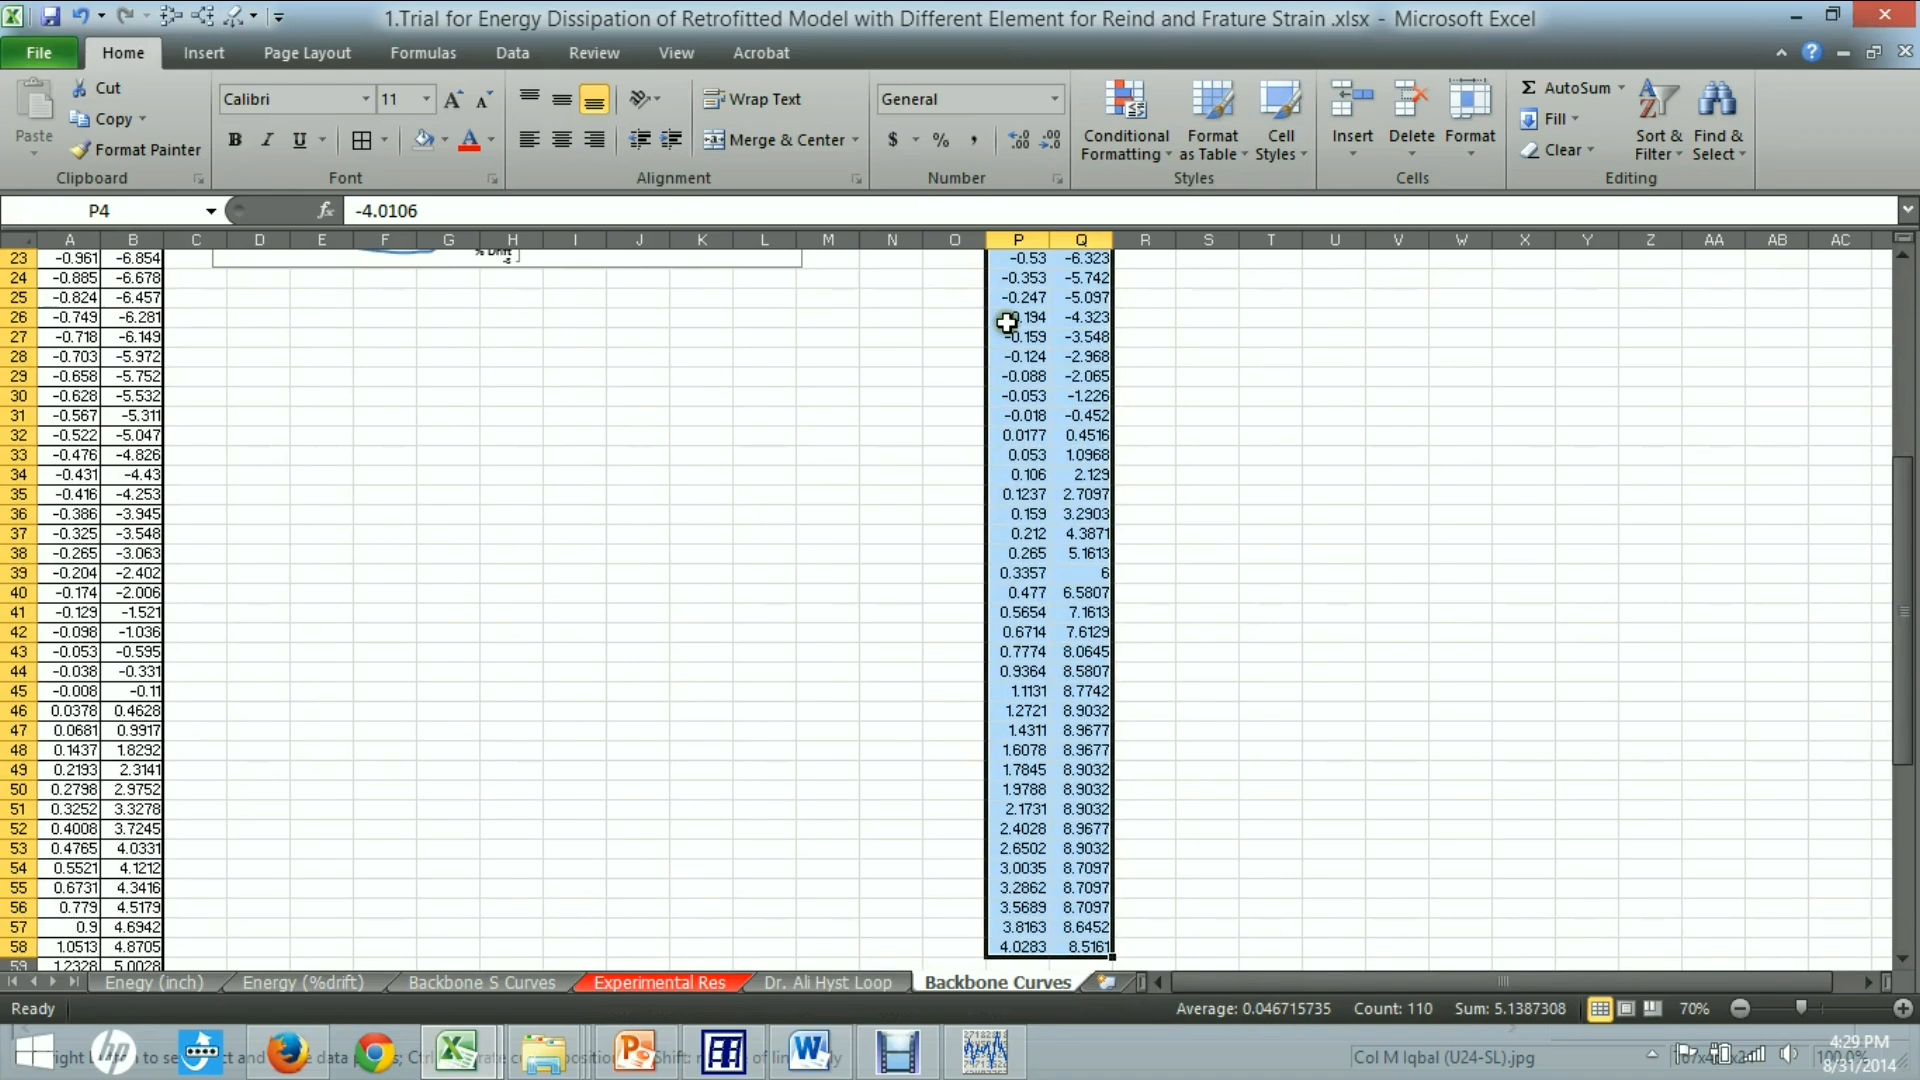 1.Trial for Energy Dissipation of Retrofitted Model with Different Element for Reind and Frature Strain .xlsx - Microsoft Excel
File Home Insert Page Layout Formulas Data Review View Acrobat
Paste
Cut
Copy
Format Painter
Clipboard
Calibri 11
B I U
Font
Wrap Text
Merge & Center
Alignment
General
$ % ,
Number
Conditional Formatting
Format as Table
Cell Styles
Styles
Insert Delete Format
Cells
Σ AutoSum
Fill
Clear
Sort & Filter
Find & Select
Editing
P4 fx -4.0106
A B C D E F G H I J K L M N O P Q R S T U V W X Y Z AA AB AC
% Drift
23 -0.961 -6.854 -0.53 -6.323
24 -0.885 -6.678 -0.353 -5.742
25 -0.824 -6.457 -0.247 -5.097
26 -0.749 -6.281 .194 -4.323
27 -0.718 -6.149 -0.159 -3.548
28 -0.703 -5.972 -0.124 -2.968
29 -0.658 -5.752 -0.088 -2.065
30 -0.628 -5.532 -0.053 -1.226
31 -0.567 -5.311 -0.018 -0.452
32 -0.522 -5.047 0.0177 0.4516
33 -0.476 -4.826 0.053 1.0968
34 -0.431 -4.43 0.106 2.129
35 -0.416 -4.253 0.1237 2.7097
36 -0.386 -3.945 0.159 3.2903
37 -0.325 -3.548 0.212 4.3871
38 -0.265 -3.063 0.265 5.1613
39 -0.204 -2.402 0.3357 6
40 -0.174 -2.006 0.477 6.5807
41 -0.129 -1.521 0.5654 7.1613
42 -0.098 -1.036 0.6714 7.6129
43 -0.053 -0.595 0.7774 8.0645
44 -0.038 -0.331 0.9364 8.5807
45 -0.008 -0.11 1.1131 8.7742
46 0.0378 0.4628 1.2721 8.9032
47 0.0681 0.9917 1.4311 8.9677
48 0.1437 1.8292 1.6078 8.9677
49 0.2193 2.3141 1.7845 8.9032
50 0.2798 2.9752 1.9788 8.9032
51 0.3252 3.3278 2.1731 8.9032
52 0.4008 3.7245 2.4028 8.9677
53 0.4765 4.0331 2.6502 8.9032
54 0.5521 4.1212 3.0035 8.7097
55 0.6731 4.3416 3.2862 8.7097
56 0.779 4.5179 3.5689 8.7097
57 0.9 4.6942 3.8163 8.6452
58 1.0513 4.8705 4.0283 8.5161
59 1.2328 5.0028
Enegy (inch) Energy (%drift) Backbone S Curves Experimental Res Dr. Ali Hyst Loop Backbone Curves
Ready Average: 0.046715735 Count: 110 Sum: 5.1387308 70%
Col M Iqbal (U24-SL).jpg
4:29 PM
8/31/2014